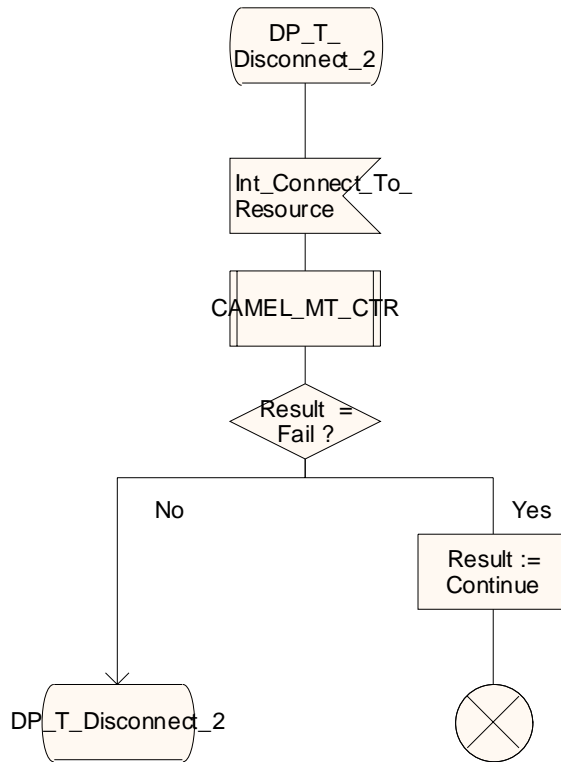 DP_T_
Disconnect_2
Int_Connect_To_
Resource
CAMEL_MT_CTR
Result =
Fail ?
No
Yes
Result :=
Continue
DP_T_Disconnect_2